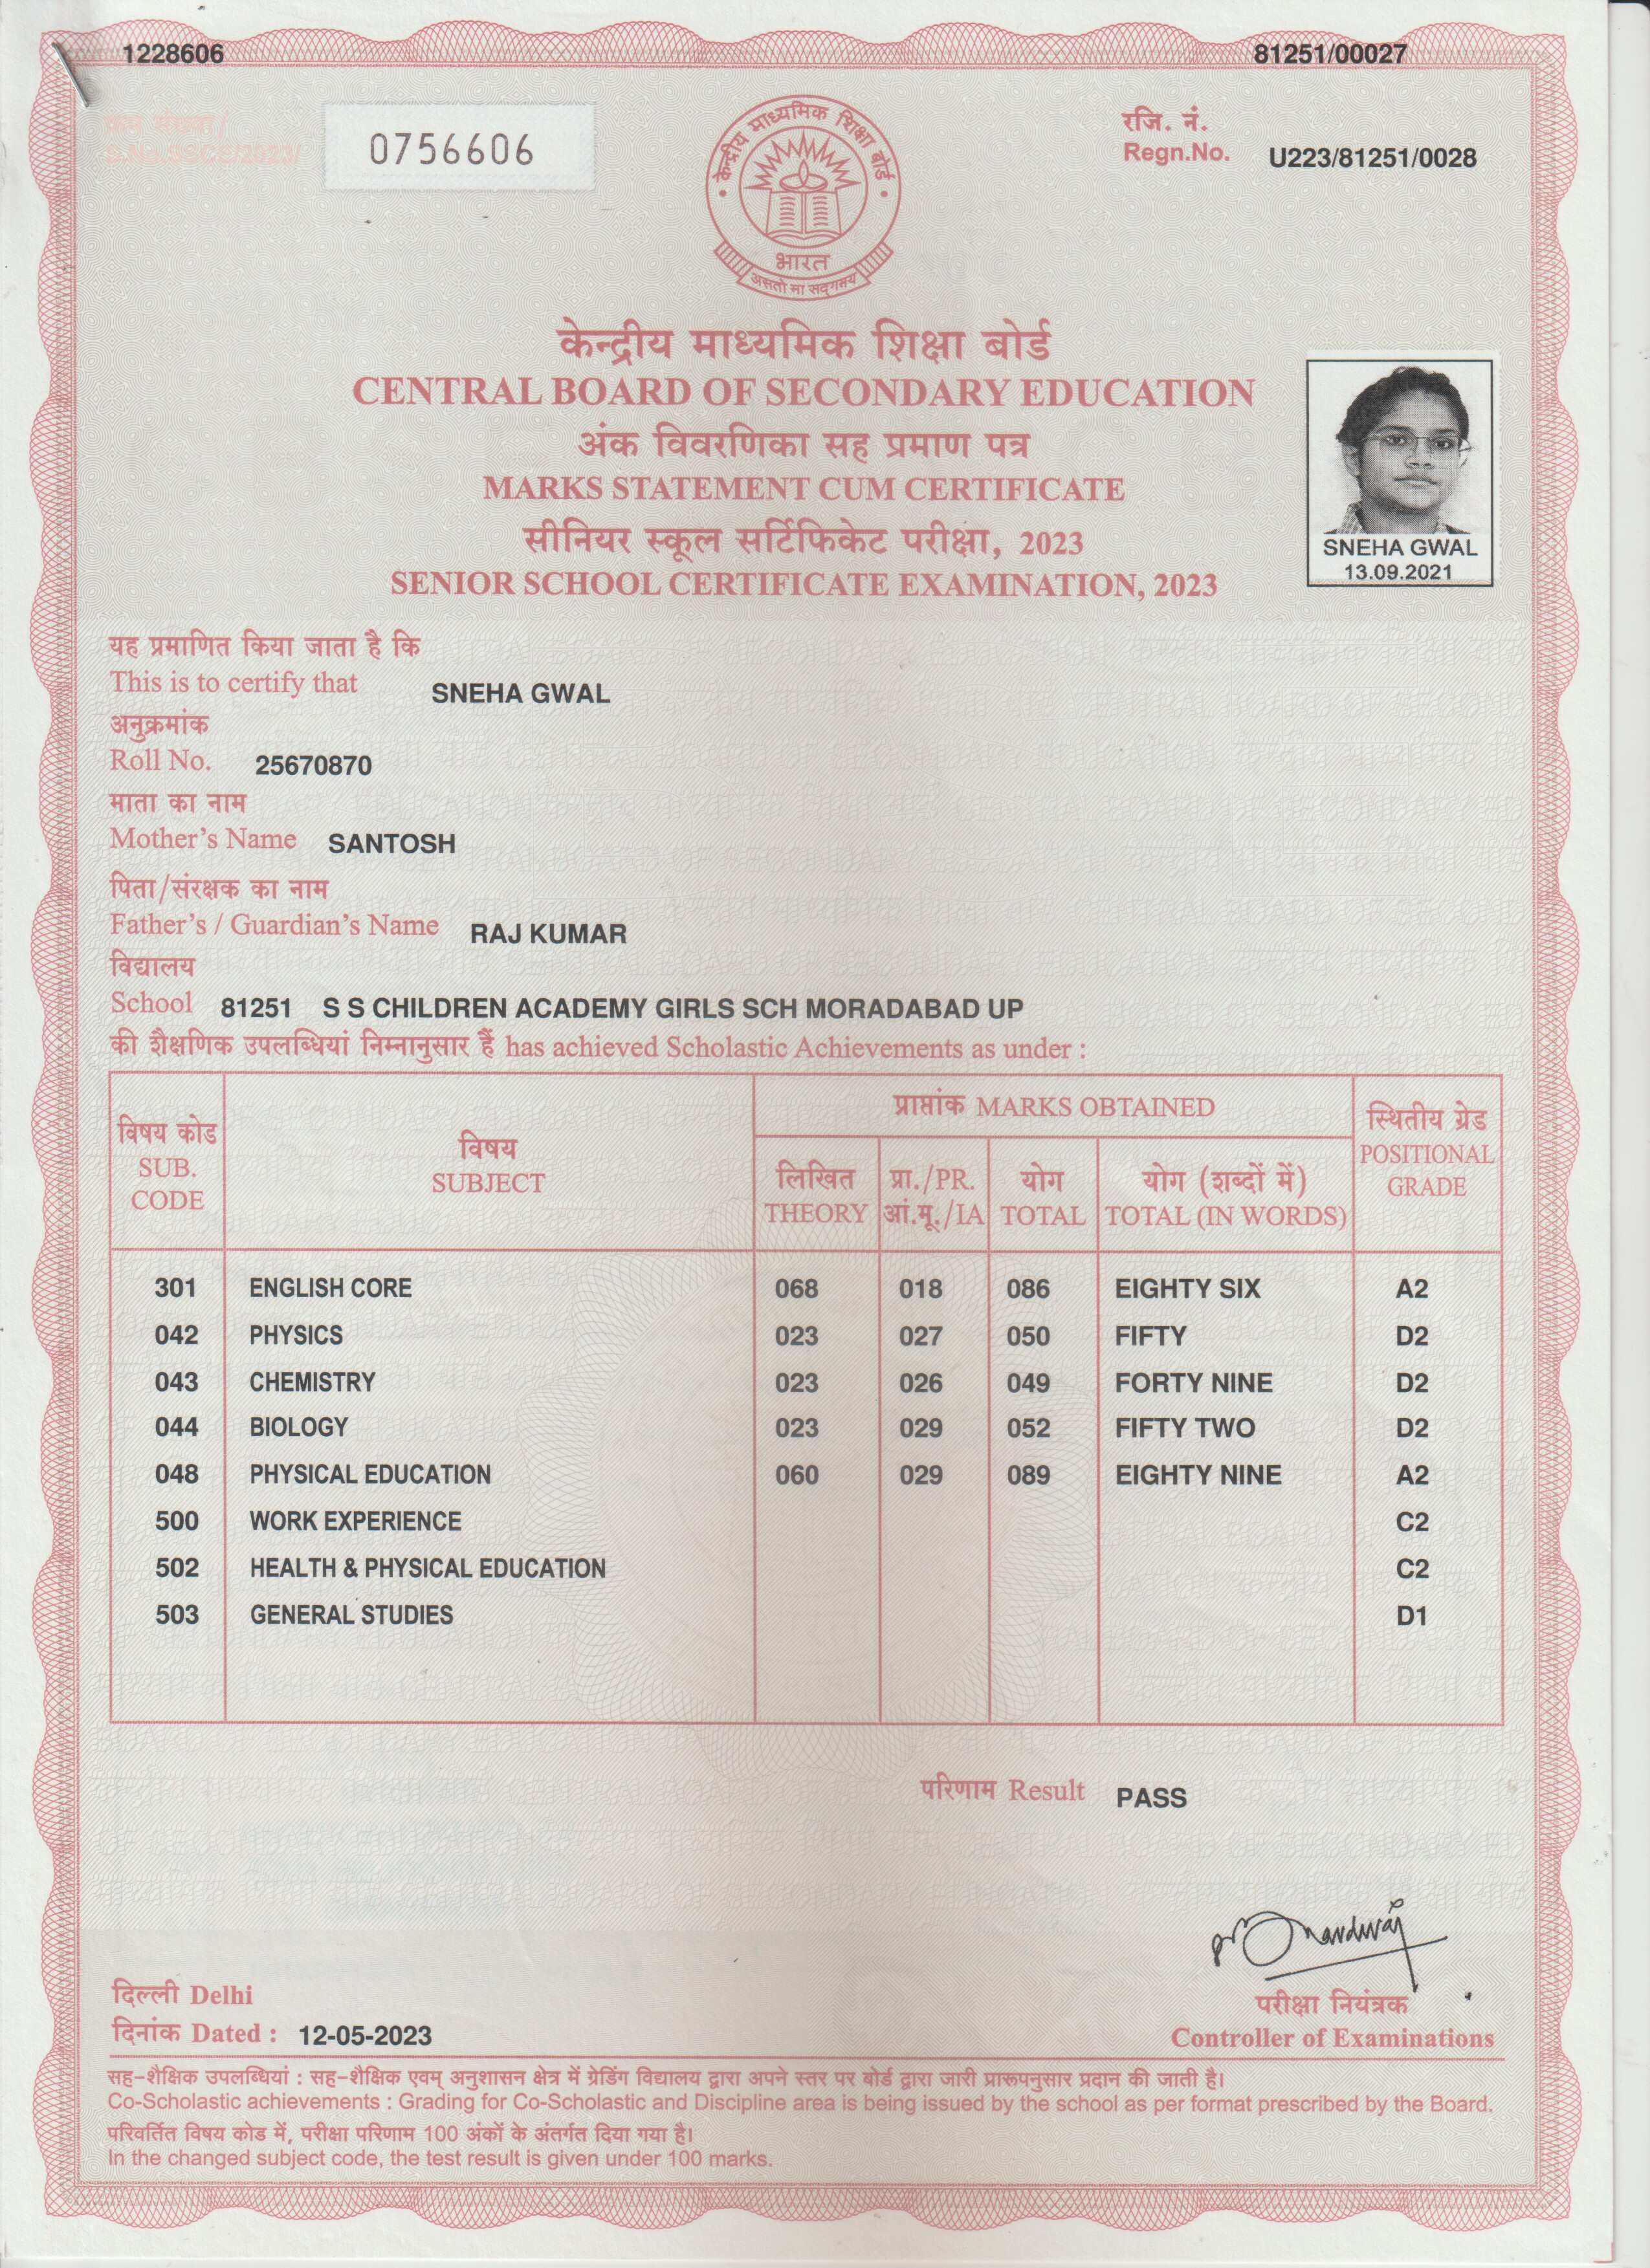 1228606
81251/00027
क्रम संख्या/
S.No.SSCE/2023/
0756606
रजि. नं.
Regn.No. U223/81251/0028
केन्द्रीय माध्यमिक शिक्षा बोर्ड
भारत
असतो मा सद्गमय
केन्द्रीय माध्यमिक शिक्षा बोर्ड
CENTRAL BOARD OF SECONDARY EDUCATION
अंक विवरणिका सह प्रमाण पत्र
MARKS STATEMENT CUM CERTIFICATE
सीनियर स्कूल सर्टिफिकेट परीक्षा, 2023
SENIOR SCHOOL CERTIFICATE EXAMINATION, 2023
SNEHA GWAL
13.09.2021
यह प्रमाणित किया जाता है कि
This is to certify that SNEHA GWAL
अनुक्रमांक
Roll No. 25670870
माता का नाम
Mother's Name SANTOSH
पिता/संरक्षक का नाम
Father's / Guardian's Name RAJ KUMAR
विद्यालय
School 81251 S S CHILDREN ACADEMY GIRLS SCH MORADABAD UP
की शैक्षणिक उपलब्धियां निम्नानुसार हैं has achieved Scholastic Achievements as under :
विषय कोड
SUB.
CODE
विषय
SUBJECT
प्राप्तांक MARKS OBTAINED
लिखित
THEORY
प्रा./PR.
आं.मू./IA
योग
TOTAL
योग (शब्दों में)
TOTAL (IN WORDS)
स्थितीय ग्रेड
POSITIONAL
GRADE
301 ENGLISH CORE 068 018 086 EIGHTY SIX A2
042 PHYSICS 023 027 050 FIFTY D2
043 CHEMISTRY 023 026 049 FORTY NINE D2
044 BIOLOGY 023 029 052 FIFTY TWO D2
048 PHYSICAL EDUCATION 060 029 089 EIGHTY NINE A2
500 WORK EXPERIENCE C2
502 HEALTH & PHYSICAL EDUCATION C2
503 GENERAL STUDIES D1
परिणाम Result PASS
दिल्ली Delhi
दिनांक Dated : 12-05-2023
परीक्षा नियंत्रक
Controller of Examinations
सह-शैक्षिक उपलब्धियां : सह-शैक्षिक एवम् अनुशासन क्षेत्र में ग्रेडिंग विद्यालय द्वारा अपने स्तर पर बोर्ड द्वारा जारी प्रारूपनुसार प्रदान की जाती है।
Co-Scholastic achievements : Grading for Co-Scholastic and Discipline area is being issued by the school as per format prescribed by the Board.
परिवर्तित विषय कोड में, परीक्षा परिणाम 100 अंकों के अंतर्गत दिया गया है।
In the changed subject code, the test result is given under 100 marks.